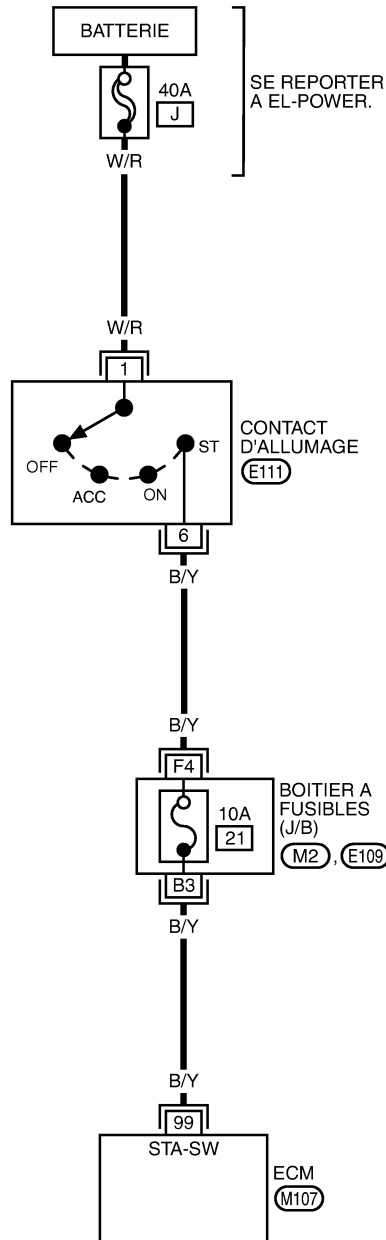 BATTERIE
40A
J
SE REPORTER
A EL-POWER.
W/R
W/R
1
OFF
ACC
ON
ST
CONTACT
D'ALLUMAGE
E111
6
B/Y
B/Y
F4
10A
21
BOITIER A
FUSIBLES
(J/B)
M2 , E109
B3
B/Y
B/Y
99
STA-SW
ECM
M107